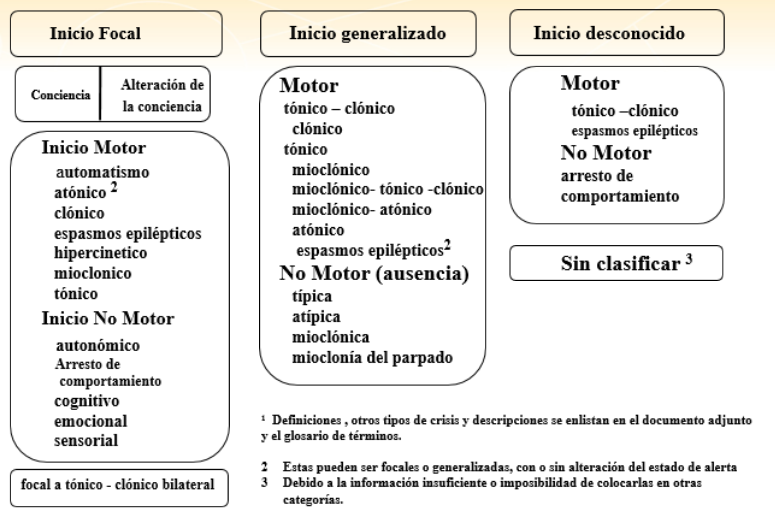 Inicio Focal
Conciencia
Alteración de
la conciencia
Inicio Motor
automatismo
atónico ²
clónico
espasmos epilépticos
hipercinetico
mioclonico
tónico
Inicio No Motor
autonómico
Arresto de
comportamiento
cognitivo
emocional
sensorial
focal a tónico - clónico bilateral
Inicio generalizado
Motor
tónico – clónico
clónico
tónico
mioclónico
mioclónico- tónico -clónico
mioclónico- atónico
atónico
espasmos epilépticos²
No Motor (ausencia)
típica
atípica
mioclónica
mioclonía del parpado
Inicio desconocido
Motor
tónico –clónico
espasmos epilépticos
No Motor
arresto de
comportamiento
Sin clasificar ³
¹ Definiciones , otros tipos de crisis y descripciones se enlistan en el documento adjunto
y el glosario de términos.
2 Estas pueden ser focales o generalizadas, con o sin alteración del estado de alerta
3 Debido a la información insuficiente o imposibilidad de colocarlas en otras
categorías.